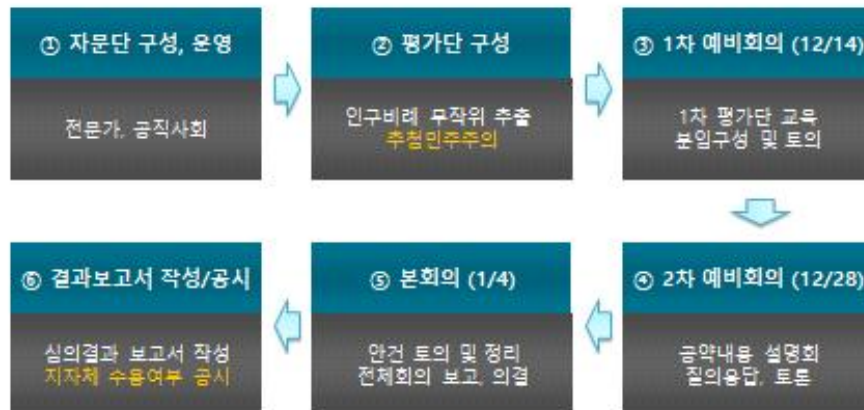 ① 자문단 구성, 운영
전문가, 공직사회
② 평가단 구성
인구비례 무작위 추출
추첨민주주의
③ 1차 예비회의 (12/14)
1차 평가단 교육
분임구성 및 토의
④ 2차 예비회의 (12/28)
공약내용 설명회
질의응답, 토론
⑤ 본회의 (1/4)
안건 토의 및 정리
전체회의 보고, 의결
⑥ 결과보고서 작성/공시
심의결과 보고서 작성
지자체 수용여부 공시